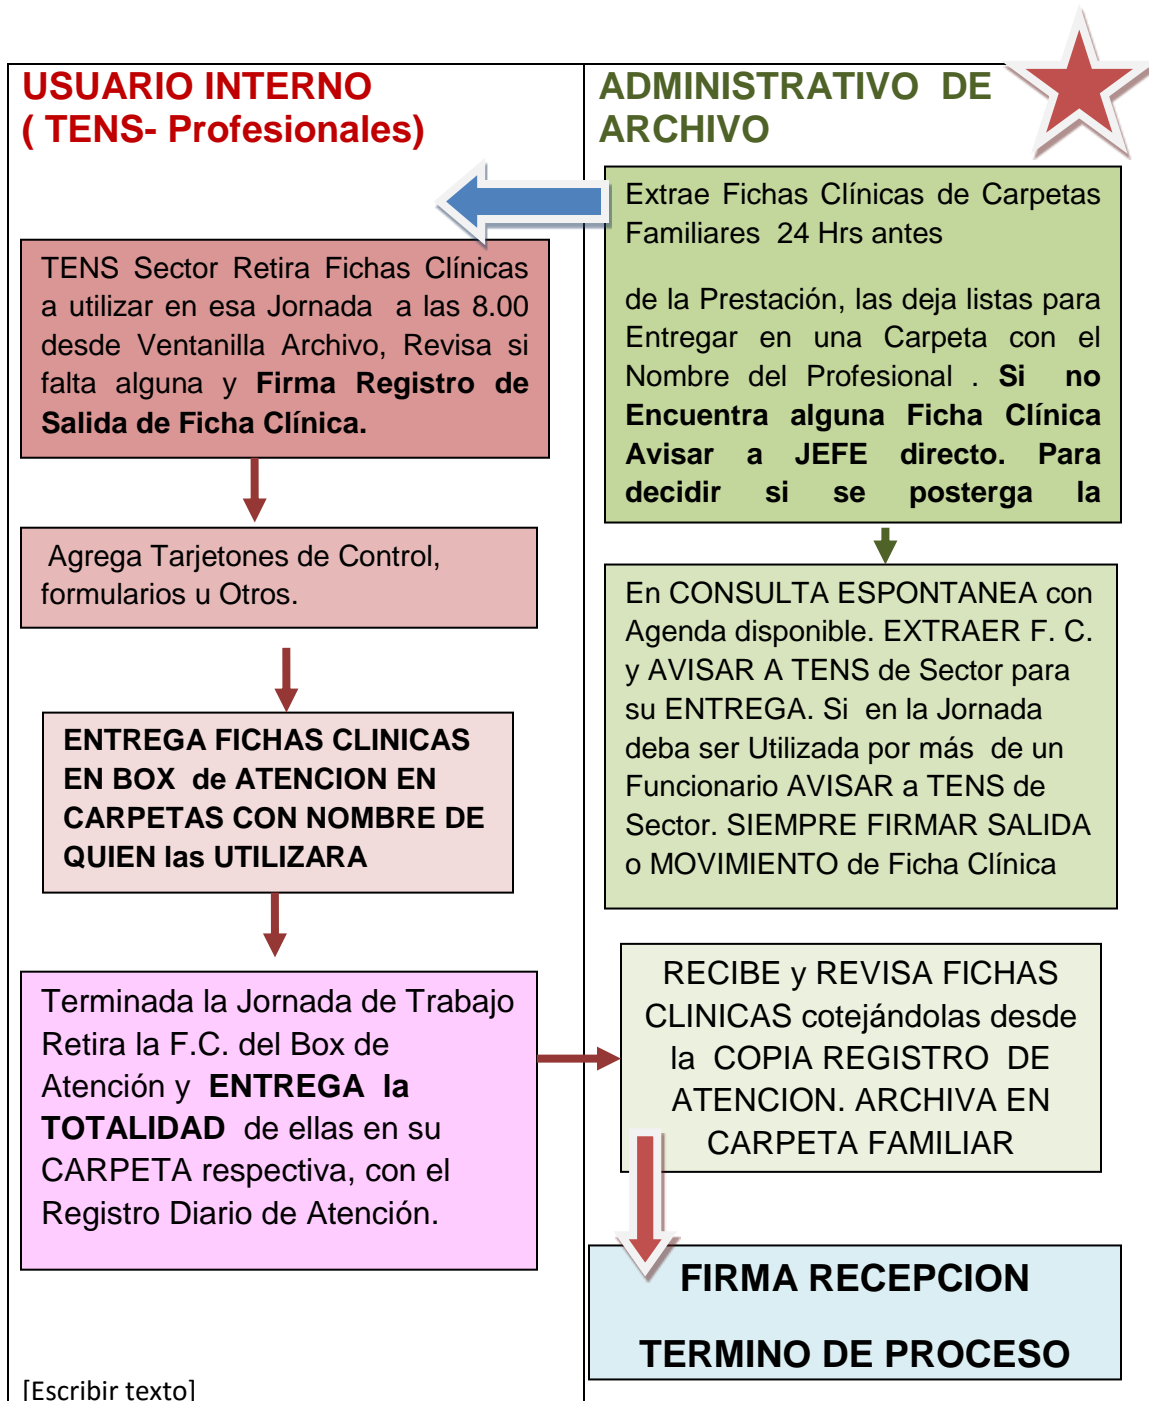 USUARIO INTERNO
( TENS- Profesionales)
TENS Sector Retira Fichas Clínicas
a utilizar en esa Jornada a las 8.00
desde Ventanilla Archivo, Revisa si
falta alguna y Firma Registro de
Salida de Ficha Clínica.
Agrega Tarjetones de Control,
formularios u Otros.
ENTREGA FICHAS CLINICAS
EN BOX de ATENCION EN
CARPETAS CON NOMBRE DE
QUIEN las UTILIZARA
Terminada la Jornada de Trabajo
Retira la F.C. del Box de
Atención y ENTREGA la
TOTALIDAD de ellas en su
CARPETA respectiva, con el
Registro Diario de Atención.
[Escribir texto]
ADMINISTRATIVO DE
ARCHIVO
Extrae Fichas Clínicas de Carpetas
Familiares 24 Hrs antes
de la Prestación, las deja listas para
Entregar en una Carpeta con el
Nombre del Profesional . Si no
Encuentra alguna Ficha Clínica
Avisar a JEFE directo. Para
decidir si se posterga la
En CONSULTA ESPONTANEA con
Agenda disponible. EXTRAER F. C.
y AVISAR A TENS de Sector para
su ENTREGA. Si en la Jornada
deba ser Utilizada por más de un
Funcionario AVISAR a TENS de
Sector. SIEMPRE FIRMAR SALIDA
o MOVIMIENTO de Ficha Clínica
RECIBE y REVISA FICHAS
CLINICAS cotejándolas desde
la COPIA REGISTRO DE
ATENCION. ARCHIVA EN
CARPETA FAMILIAR
FIRMA RECEPCION
TERMINO DE PROCESO